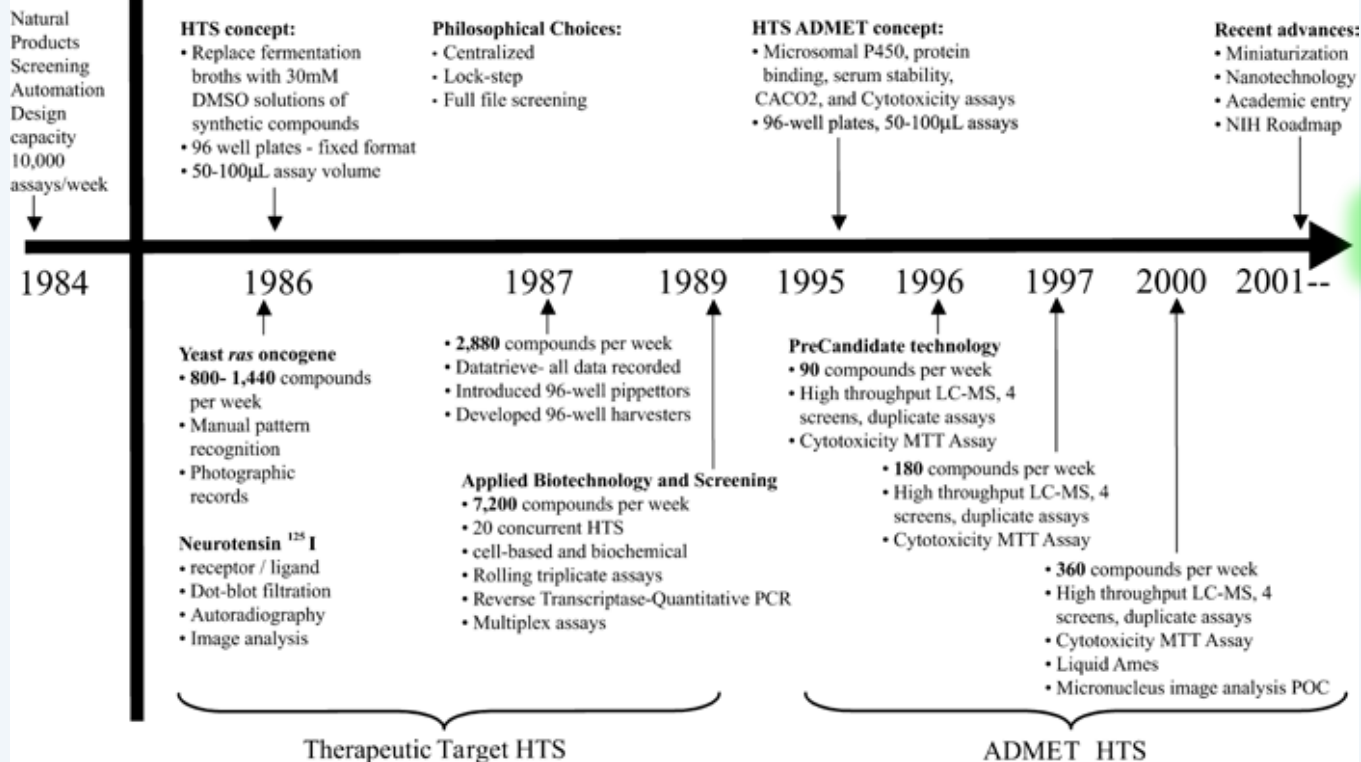 Natural
Products
Screening
Automation
Design
capacity
10,000
assays/week
HTS concept:
• Replace fermentation
broths with 30mM
DMSO solutions of
synthetic compounds
• 96 well plates - fixed format
• 50-100μL assay volume
Philosophical Choices:
- Centralized
- Lock-step
- Full file screening
HTS ADMET concept:
• Microsomal P450, protein
binding, serum stability,
CACO2, and Cytotoxicity assays
• 96-well plates, 50-100μL assays
Recent advances:
• Miniaturization
• Nanotechnology
• Academic entry
• NIH Roadmap
1984 1986 1987 1989 1995 1996 1997 2000 2001--
Yeast ras oncogene
• 800- 1,440 compounds
per week
• Manual pattern
recognition
• Photographic
records
Neurotensin ¹²⁵ I
• receptor / ligand
• Dot-blot filtration
• Autoradiography
• Image analysis
• 2,880 compounds per week
• Datatrieve- all data recorded
• Introduced 96-well pippettors
• Developed 96-well harvesters
Applied Biotechnology and Screening
• 7,200 compounds per week
• 20 concurrent HTS
• cell-based and biochemical
• Rolling triplicate assays
• Reverse Transcriptase-Quantitative PCR
• Multiplex assays
PreCandidate technology
• 90 compounds per week
• High throughput LC-MS, 4
screens, duplicate assays
• Cytotoxicity MTT Assay
• 180 compounds per week
• High throughput LC-MS, 4
screens, duplicate assays
• Cytotoxicity MTT Assay
• 360 compounds per week
• High throughput LC-MS, 4
screens, duplicate assays
• Cytotoxicity MTT Assay
• Liquid Ames
• Micronucleus image analysis POC
Therapeutic Target HTS
ADMET HTS